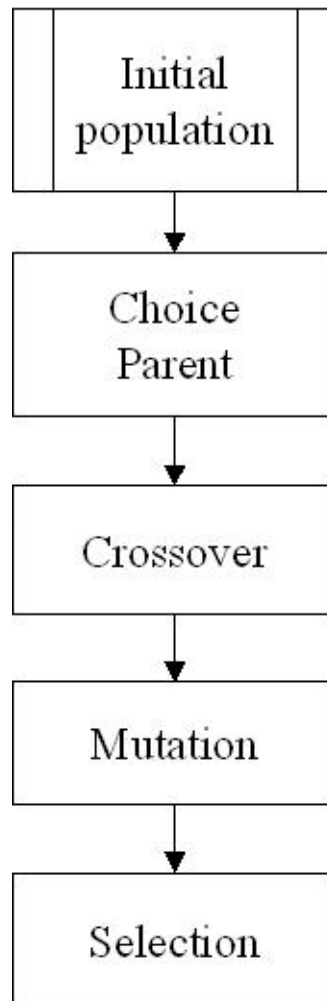 Initial
population
Choice
Parent
Crossover
Mutation
Selection